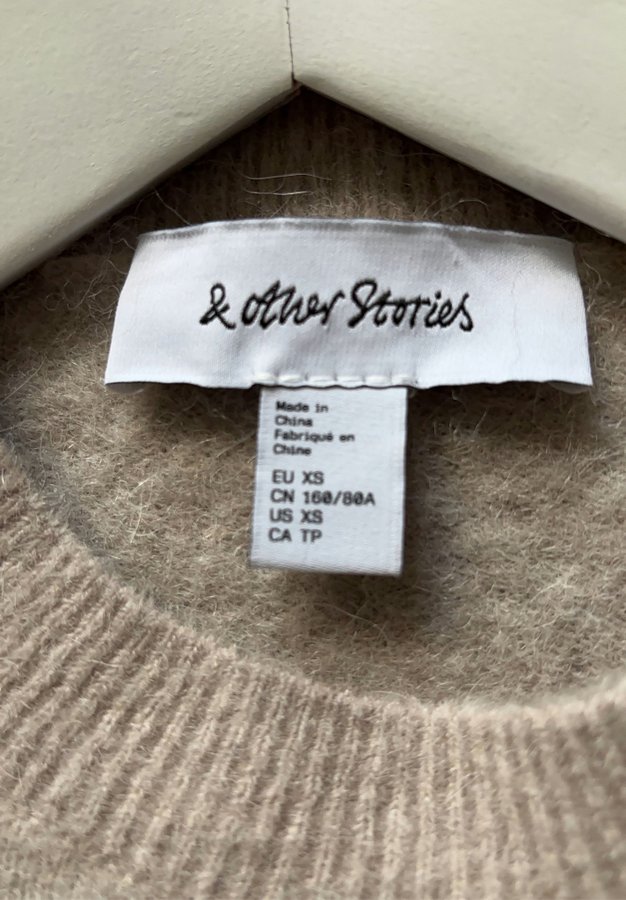 & other Stories
Made in
China
Fabriqué en
Chine
EU XS
CN 160/80A
US XS
CA TP